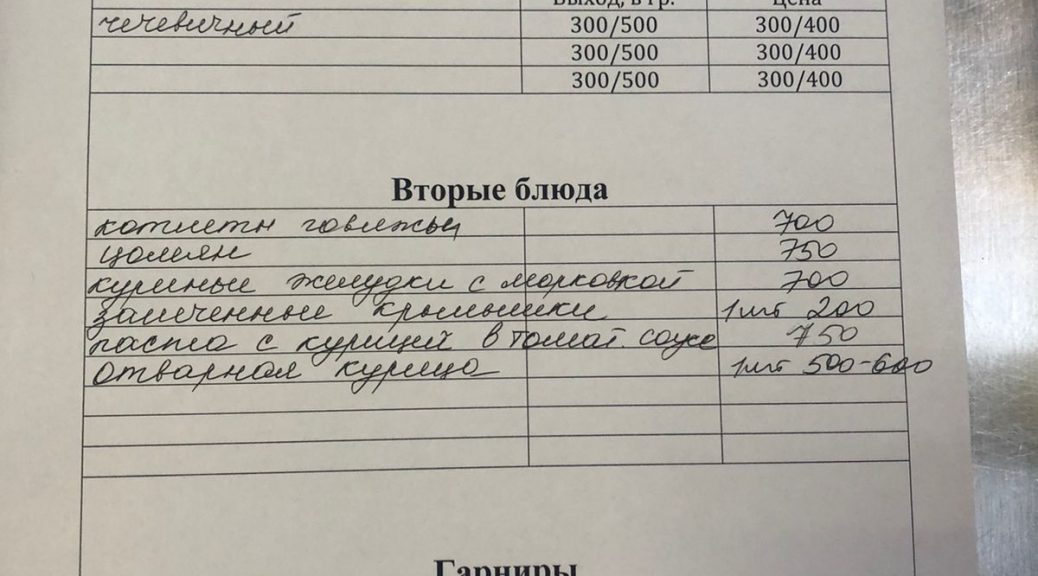 Выход, в гр. Цена
чечевичный 300/500 300/400
300/500 300/400
300/500 300/400
Вторые блюда
котлеты говяжьи 700
цомян 750
куриные желудки с морковкой 700
запеченные крылышки 1шт 200
паста с курицей в томат соусе 750
отварная курица 1шт 500-600
Гарниры